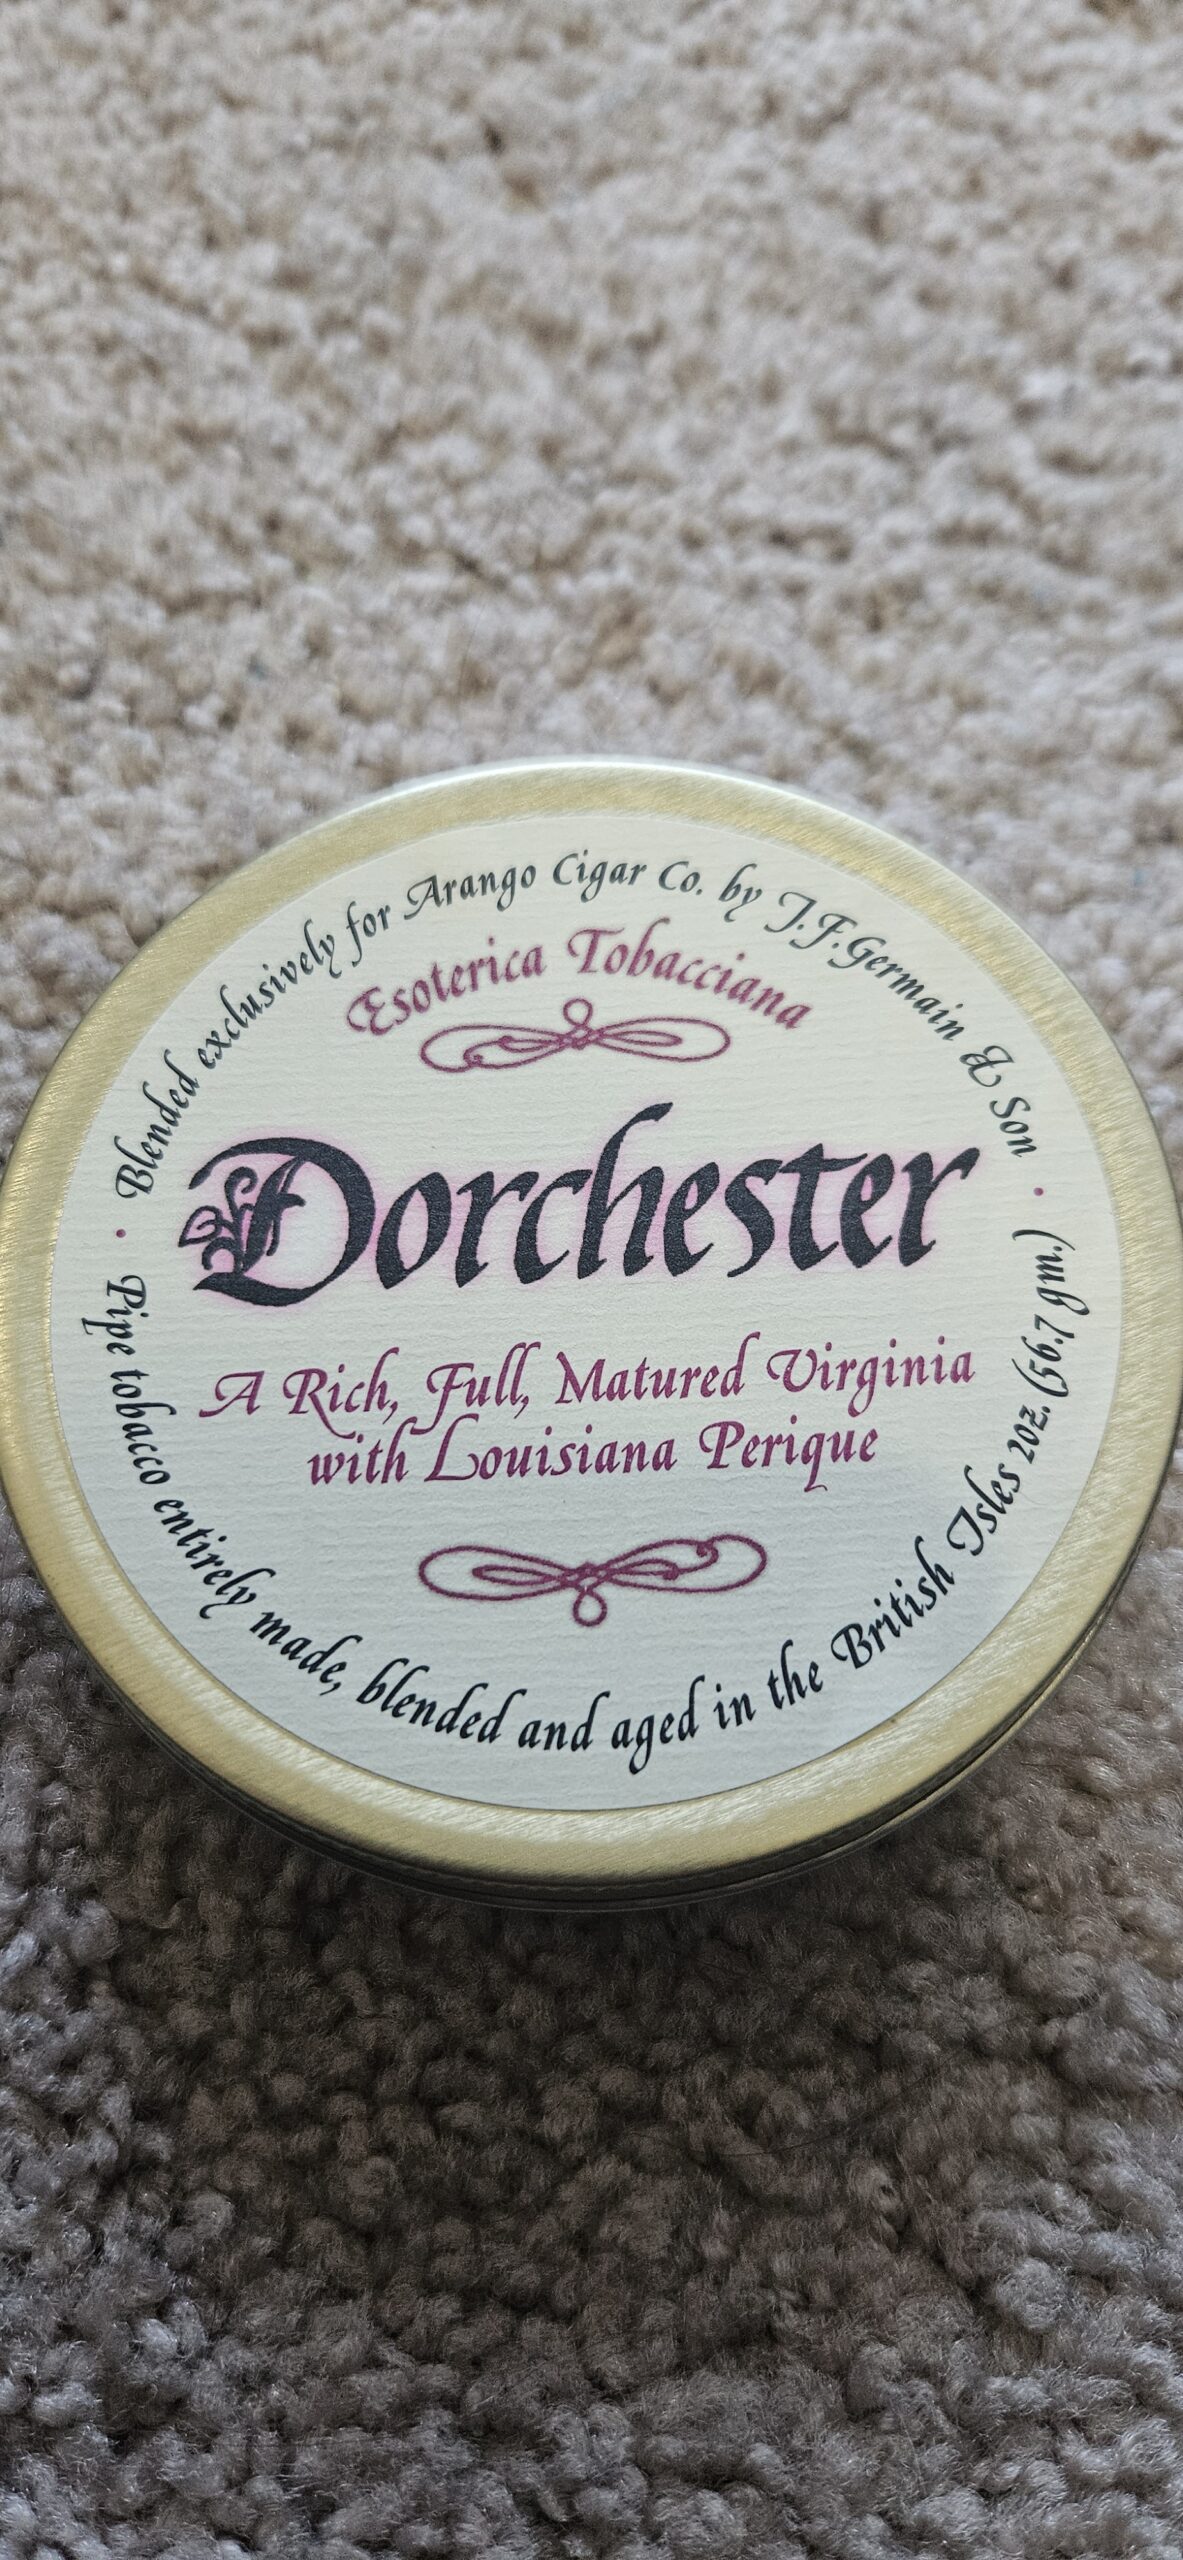 Blended exclusively for Arango Cigar Co. by J.F.Germain & Son
Esoterica Tobacciana
Dorchester
A Rich, Full, Matured Virginia
with Louisiana Perique
Pipe tobacco entirely made, blended and aged in the British Isles 2oz. (56.7 gm.)